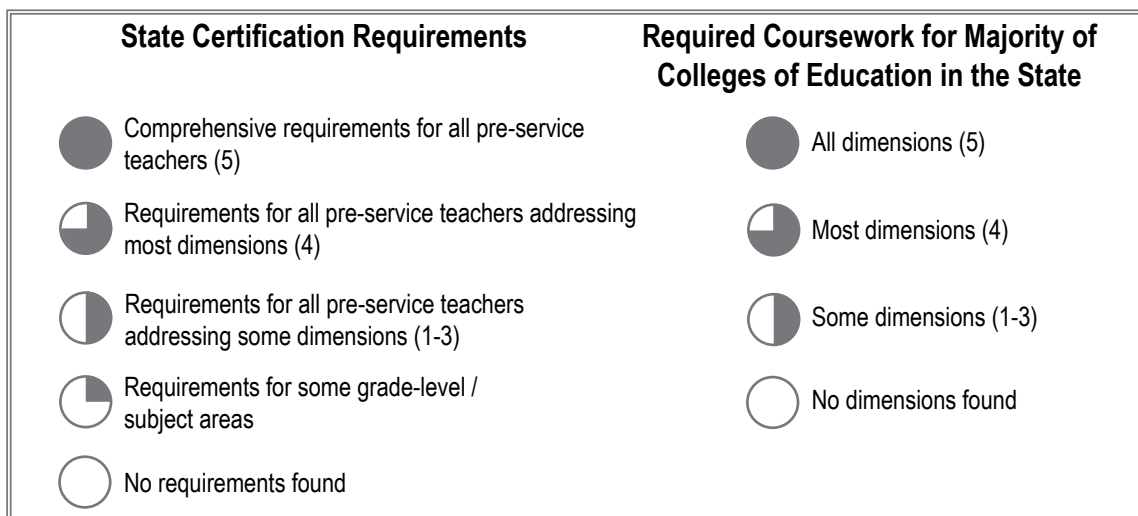 State Certification Requirements
Comprehensive requirements for all pre-service
teachers (5)
Requirements for all pre-service teachers addressing
most dimensions (4)
Requirements for all pre-service teachers
addressing some dimensions (1-3)
Requirements for some grade-level /
subject areas
No requirements found
Required Coursework for Majority of
Colleges of Education in the State
All dimensions (5)
Most dimensions (4)
Some dimensions (1-3)
No dimensions found